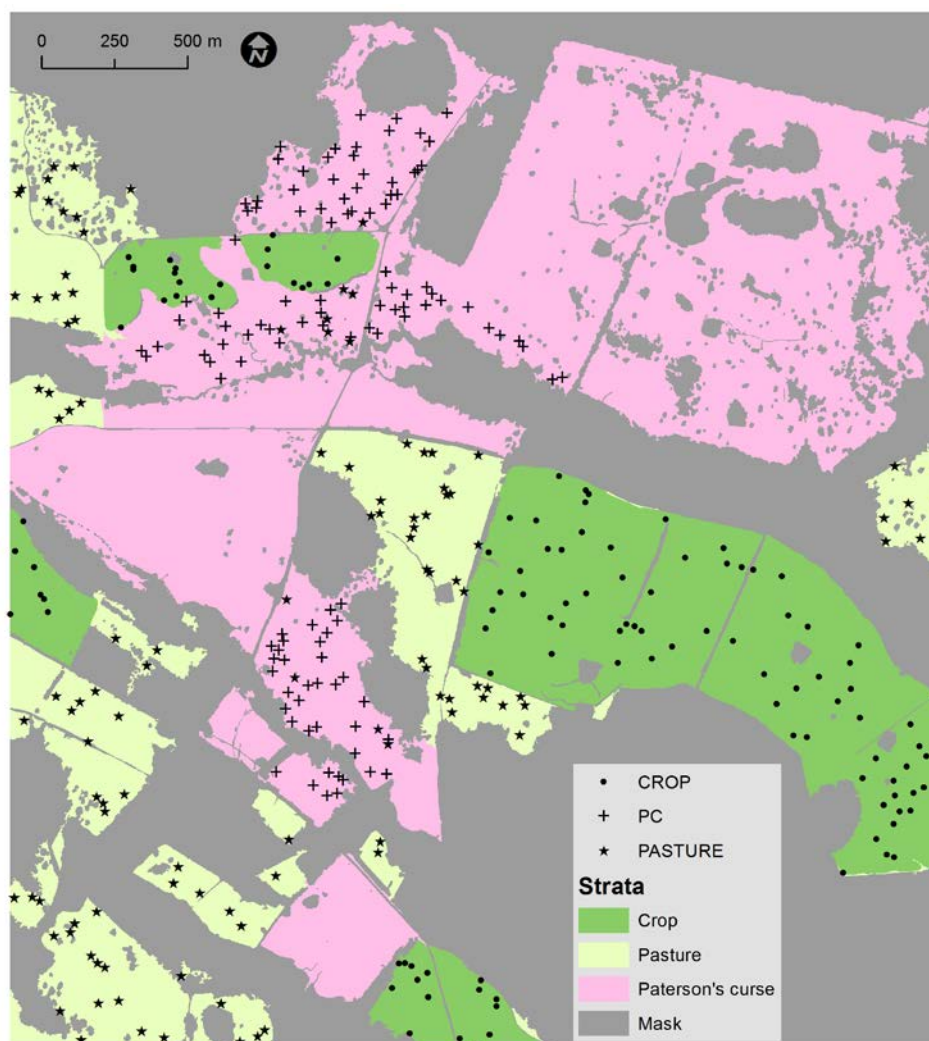 0 250 500 m
N
CROP
PC
PASTURE
Strata
Crop
Pasture
Paterson's curse
Mask